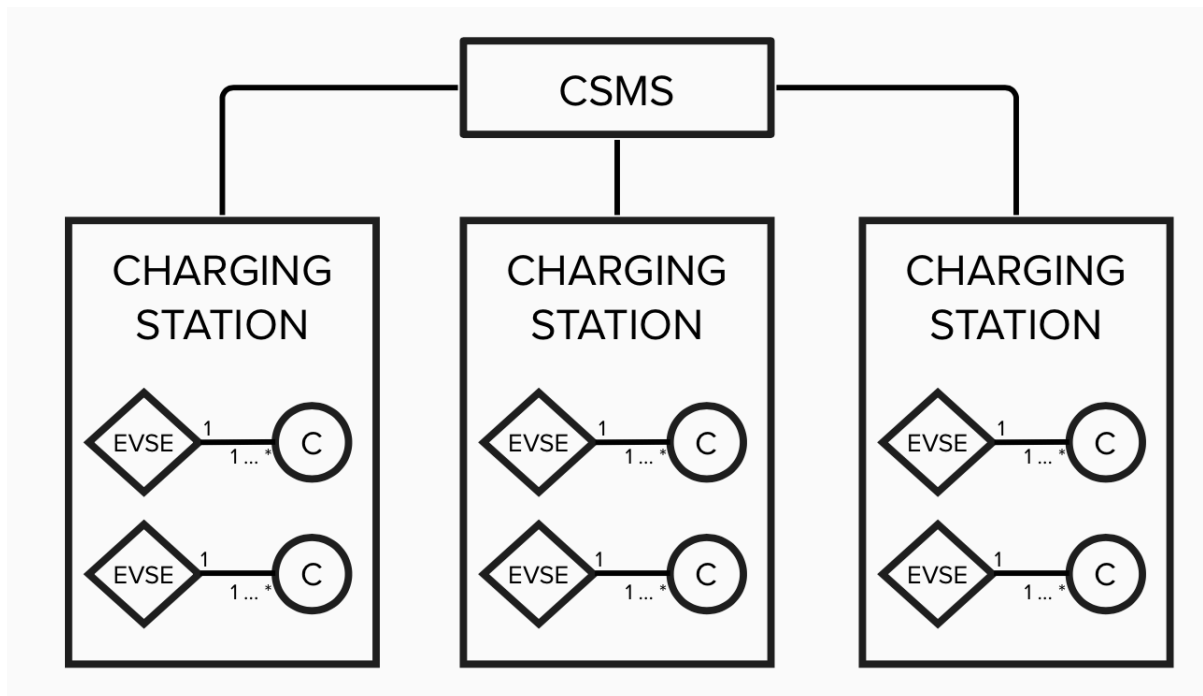 CSMS
CHARGING
STATION
EVSE
1
1 ... *
C
EVSE
1
1 ... *
C
CHARGING
STATION
EVSE
1
1 ... *
C
EVSE
1
1 ... *
C
CHARGING
STATION
EVSE
1
1 ... *
C
EVSE
1
1 ... *
C